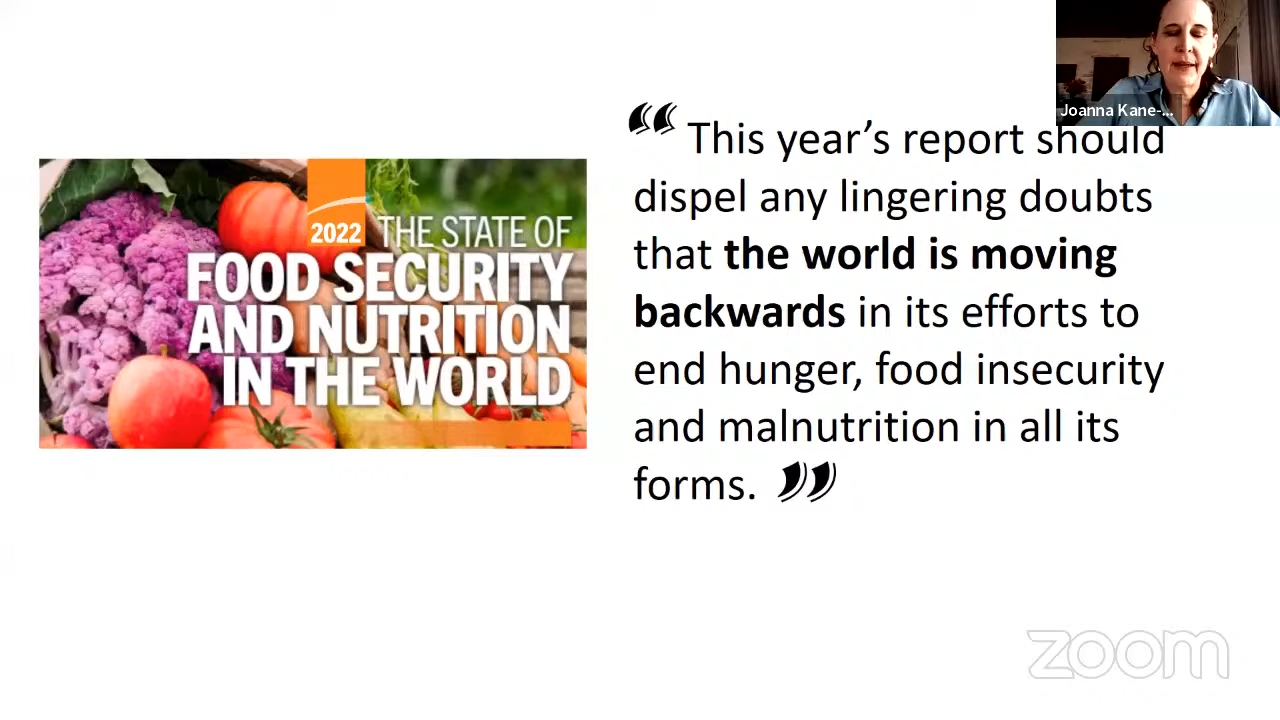 Joanna Kane-...
2022
THE STATE OF
FOOD SECURITY
AND NUTRITION
IN THE WORLD
“ This year’s report should
dispel any lingering doubts
that the world is moving
backwards in its efforts to
end hunger, food insecurity
and malnutrition in all its
forms. ”
zoom